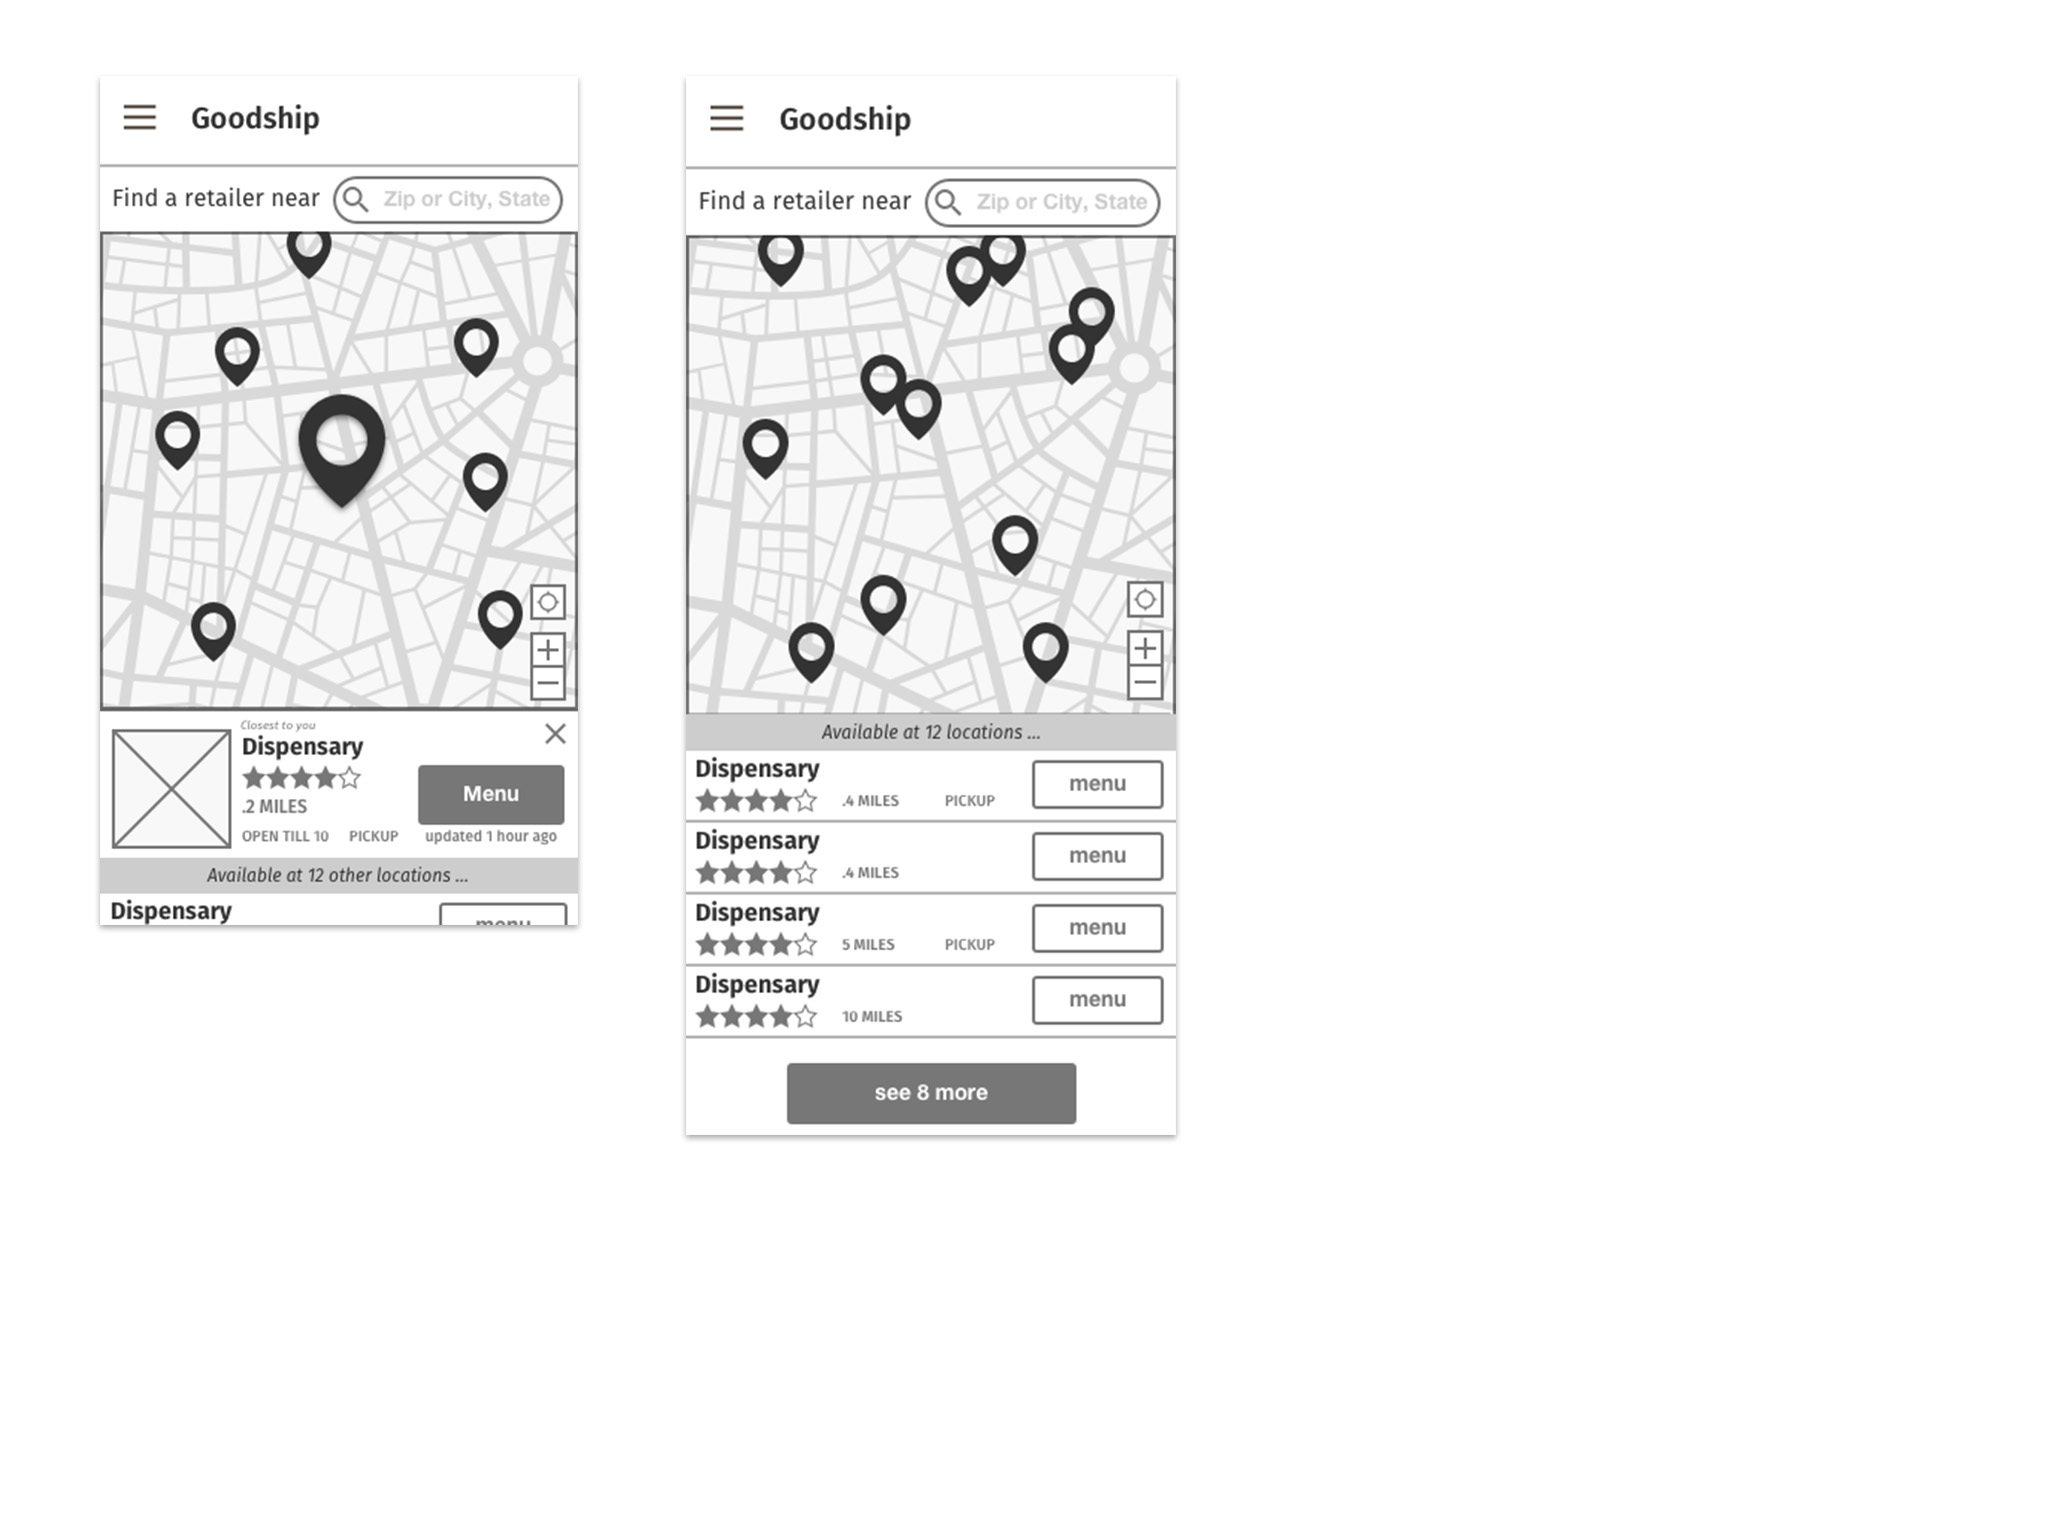 Goodship
Find a retailer near Zip or City, State
Closest to you
Dispensary
.2 MILES
Menu
OPEN TILL 10 PICKUP updated 1 hour ago
Available at 12 other locations ...
Dispensary
menu
Goodship
Find a retailer near Zip or City, State
Available at 12 locations ...
Dispensary
.4 MILES PICKUP
menu
Dispensary
.4 MILES
menu
Dispensary
5 MILES PICKUP
menu
Dispensary
10 MILES
menu
see 8 more